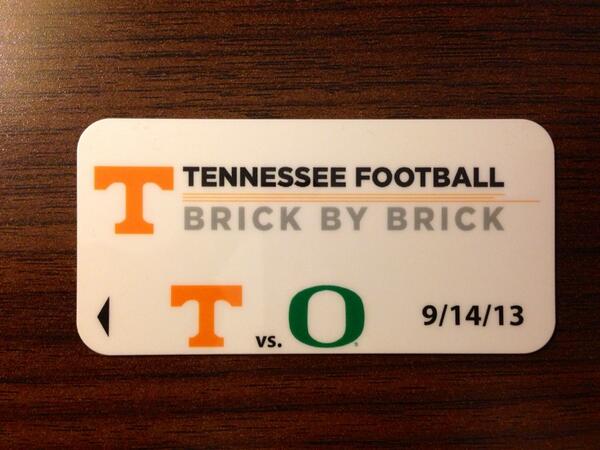 T TENNESSEE FOOTBALL
BRICK BY BRICK
T vs. O 9/14/13